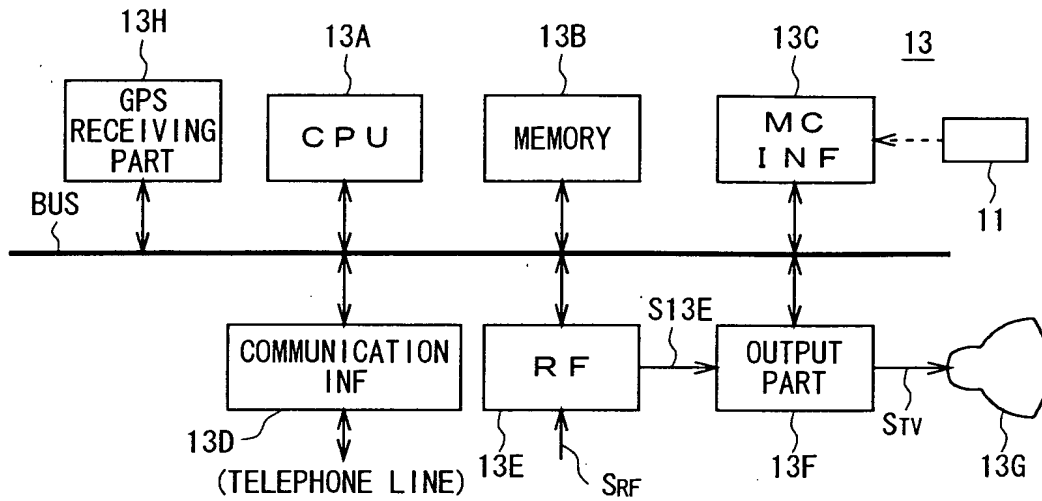 13H
13A
13B
13C
13
GPS
RECEIVING
PART
CPU
MEMORY
MC
INF
11
BUS
S13E
COMMUNICATION
INF
RF
OUTPUT
PART
STV
13D
13E
SRF
13F
13G
(TELEPHONE LINE)